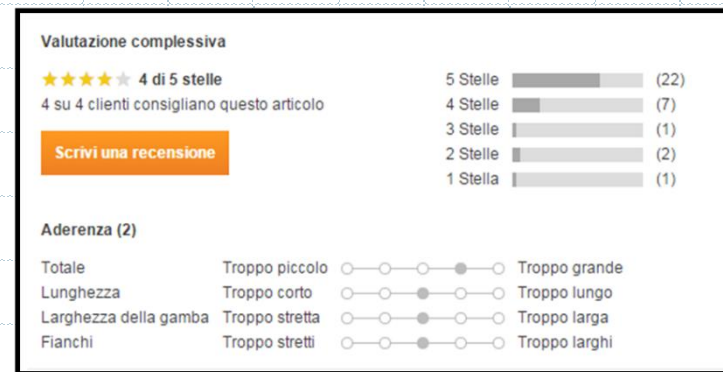 Valutazione complessiva
4 di 5 stelle
4 su 4 clienti consigliano questo articolo
Scrivi una recensione
5 Stelle (22)
4 Stelle (7)
3 Stelle (1)
2 Stelle (2)
1 Stella (1)
Aderenza (2)
Totale Troppo piccolo Troppo grande
Lunghezza Troppo corto Troppo lungo
Larghezza della gamba Troppo stretta Troppo larga
Fianchi Troppo stretti Troppo larghi